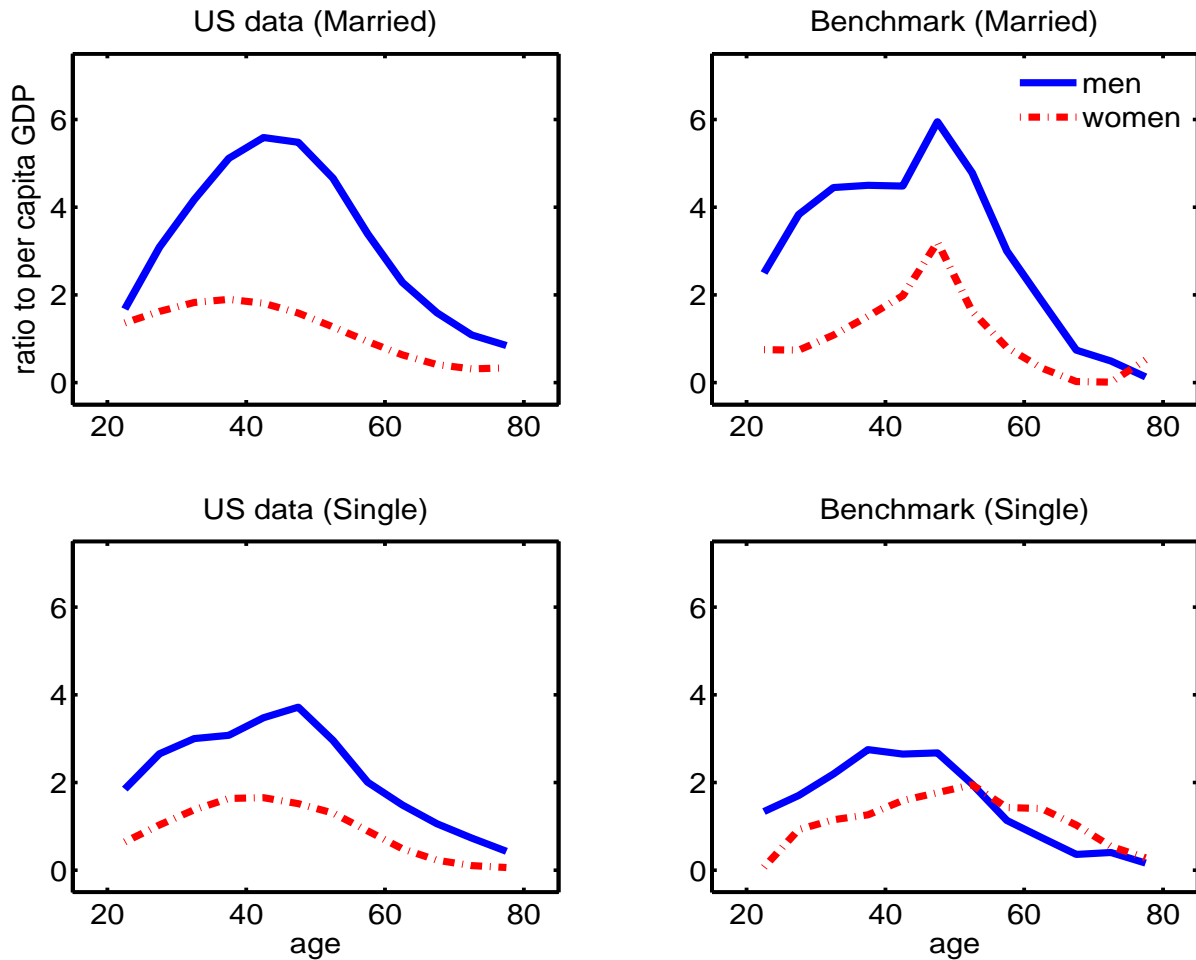 US data (Married)
Benchmark (Married)
ratio to per capita GDP
6
4
2
0
20 40 60 80
6
4
2
0
20 40 60 80
men
women
US data (Single)
Benchmark (Single)
6
4
2
0
20 40 60 80
age
6
4
2
0
20 40 60 80
age